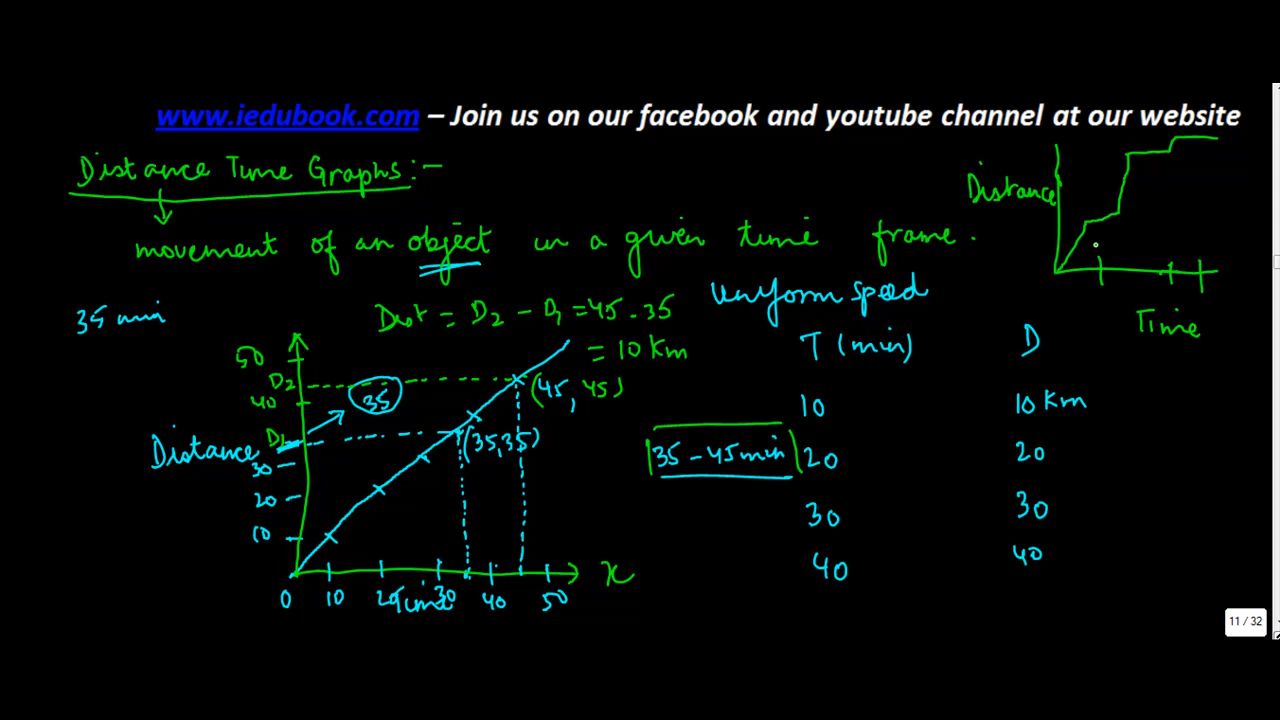 www.iedubook.com – Join us on our facebook and youtube channel at our website
Distance Time Graphs :–
movement of an object in a given time frame.
Distance
Time
35 min
Dist = D2 - D1 = 45 - 35
= 10 Km
Uniform speed
T (min) D
10 10 Km
35 - 45 min 20 20
30 30
40 40
50
D2
40
D1
30
20
10
35
(45, 45)
(35,35)
Distance
0 10 20 30 40 50
Time
x
11 / 32